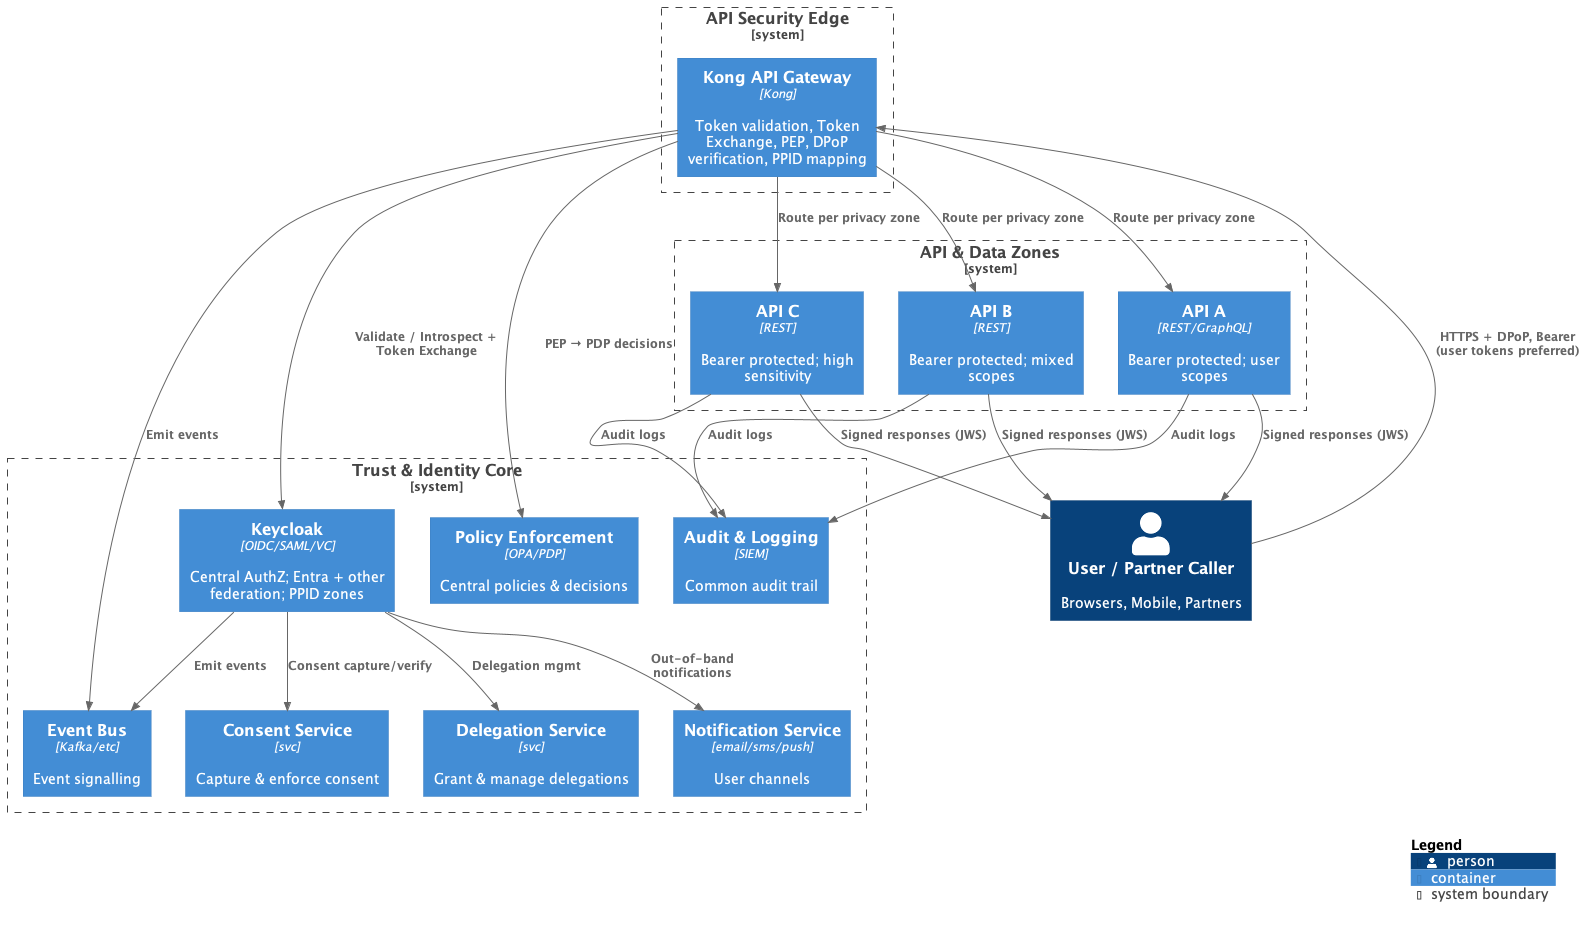 API Security Edge
[system]
Kong API Gateway
[Kong]
Token validation, Token
Exchange, PEP, DPoP
verification, PPID mapping
Route per privacy zone
Route per privacy zone
Route per privacy zone
API & Data Zones
[system]
API C
[REST]
Bearer protected; high
sensitivity
API B
[REST]
Bearer protected; mixed
scopes
API A
[REST/GraphQL]
Bearer protected; user
scopes
Validate / Introspect +
Token Exchange
PEP → PDP decisions
HTTPS + DPoP, Bearer
(user tokens preferred)
Emit events
Audit logs
Audit logs
Signed responses (JWS)
Signed responses (JWS)
Audit logs
Signed responses (JWS)
Trust & Identity Core
[system]
Keycloak
[OIDC/SAML/VC]
Central AuthZ; Entra + other
federation; PPID zones
Policy Enforcement
[OPA/PDP]
Central policies & decisions
Audit & Logging
[SIEM]
Common audit trail
User / Partner Caller
Browsers, Mobile, Partners
Emit events
Consent capture/verify
Delegation mgmt
Out-of-band
notifications
Event Bus
[Kafka/etc]
Event signalling
Consent Service
[svc]
Capture & enforce consent
Delegation Service
[svc]
Grant & manage delegations
Notification Service
[email/sms/push]
User channels
Legend
person
container
system boundary